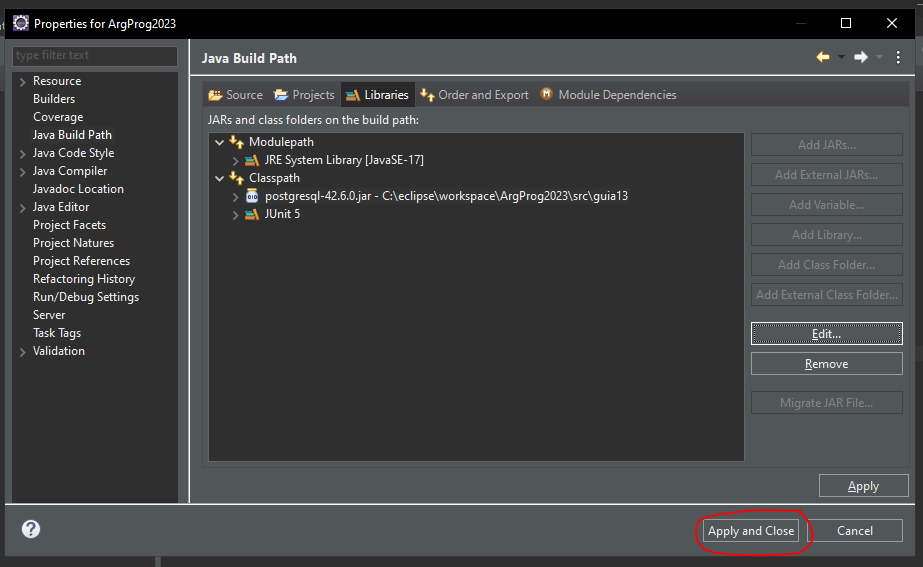 Properties for ArgProg2023
type filter text
Resource
Builders
Coverage
Java Build Path
Java Code Style
Java Compiler
Javadoc Location
Java Editor
Project Facets
Project Natures
Project References
Refactoring History
Run/Debug Settings
Server
Task Tags
Validation
Java Build Path
Source Projects Libraries Order and Export Module Dependencies
JARs and class folders on the build path:
Modulepath
JRE System Library [JavaSE-17]
Classpath
postgresql-42.6.0.jar - C:\eclipse\workspace\ArgProg2023\src\guia13
JUnit 5
Add JARs...
Add External JARs...
Add Variable...
Add Library...
Add Class Folder...
Add External Class Folder...
Edit...
Remove
Migrate JAR File...
Apply
Apply and Close Cancel